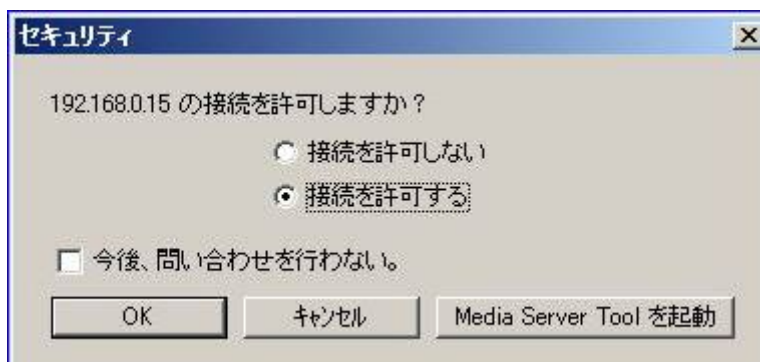 セキュリティ
192.168.0.15 の接続を許可しますか？
接続を許可しない
接続を許可する
今後、問い合わせを行わない。
OK キャンセル Media Server Tool を起動